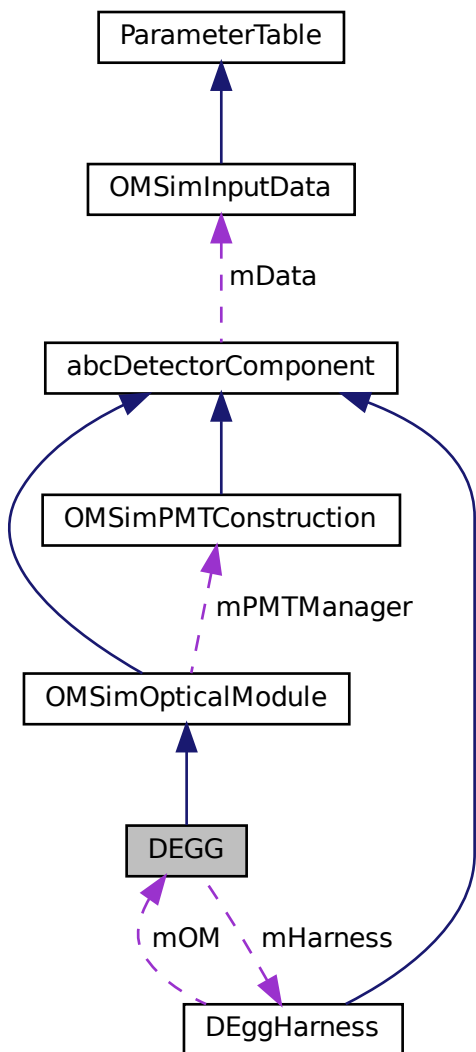 ParameterTable
OMSimInputData
mData
abcDetectorComponent
OMSimPMTConstruction
mPMTManager
OMSimOpticalModule
DEGG
mOM
mHarness
DEggHarness